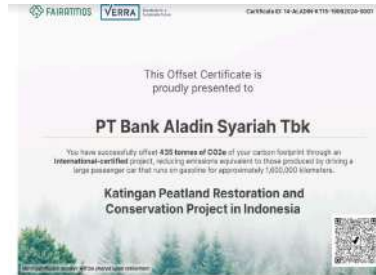 FAIRATMOS
VERRA
This Offset Certificate is
proudly presented to
PT Bank Aladin Syariah Tbk
You have successfully offset 435 tonnes of CO2e of your carbon footprint through an
International-certified project, reducing emissions equivalent to those produced by driving a
large passenger car that runs on gasoline for approximately 1,600,000 kilometers.
Katingan Peatland Restoration and
Conservation Project in Indonesia